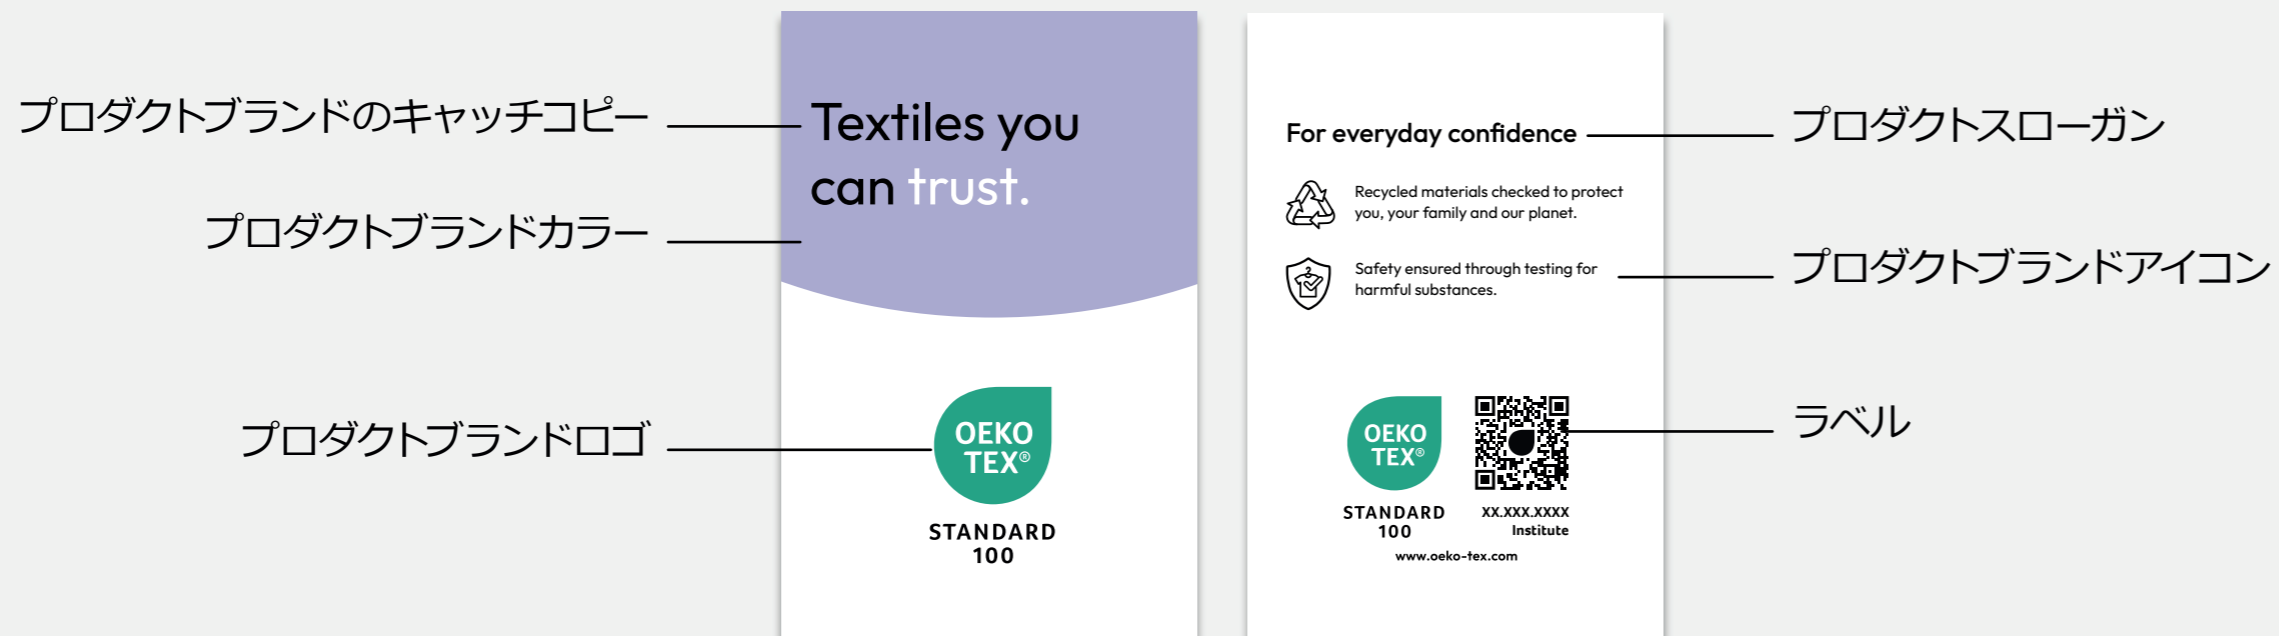 プロダクトブランドのキャッチコピー
プロダクトブランドカラー
プロダクトブランドロゴ
Textiles you
can trust.
OEKO
TEX®
STANDARD
100
For everyday confidence
Recycled materials checked to protect
you, your family and our planet.
Safety ensured through testing for
harmful substances.
OEKO
TEX®
STANDARD
100
XX.XXX.XXXX
Institute
www.oeko-tex.com
プロダクトスローガン
プロダクトブランドアイコン
ラベル